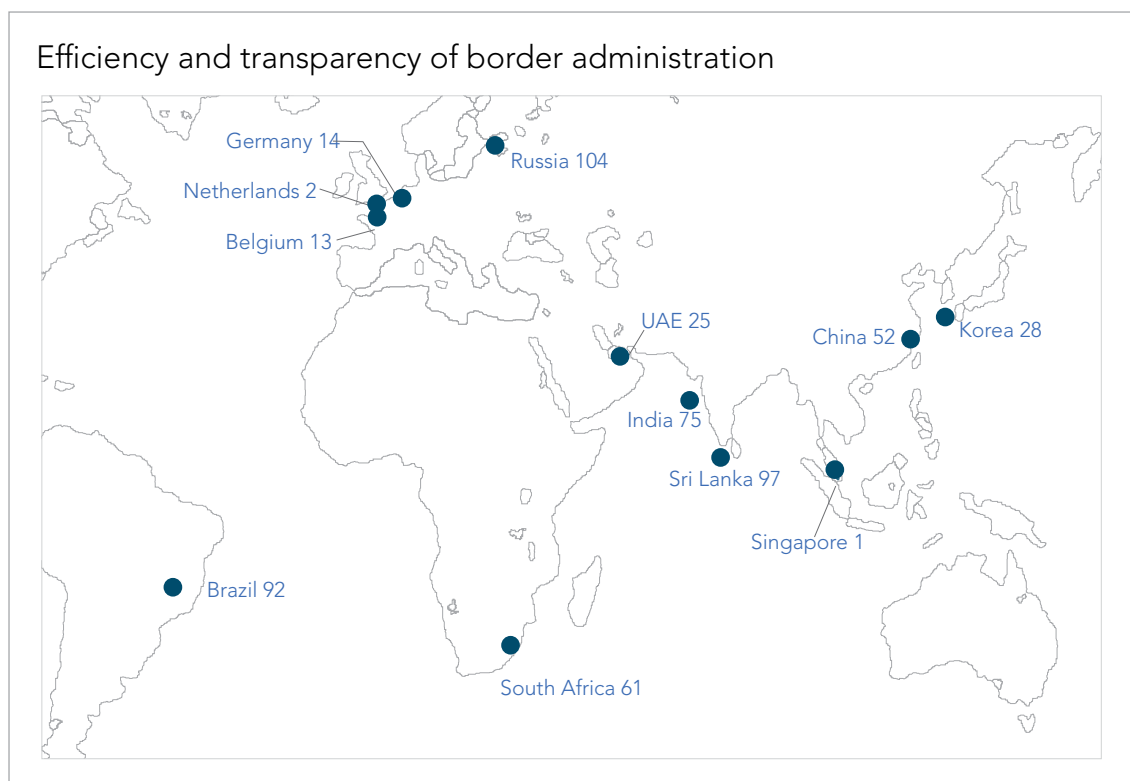 Efficiency and transparency of border administration
Germany 14
Russia 104
Netherlands 2
Belgium 13
UAE 25
China 52
Korea 28
India 75
Sri Lanka 97
Singapore 1
Brazil 92
South Africa 61